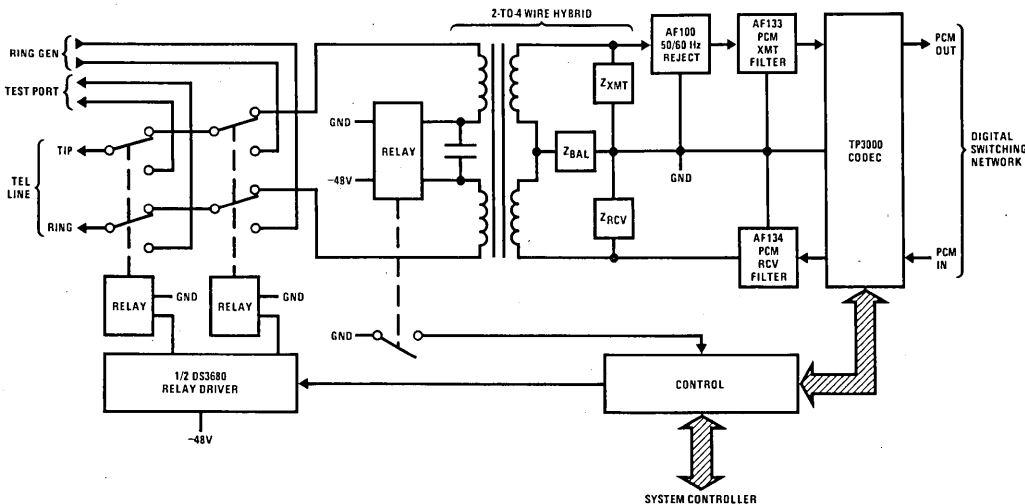 2-TO-4 WIRE HYBRID
RING GEN
TEST PORT
TIP
TEL
LINE
RING
GND
RELAY
-48V
ZXMT
ZBAL
ZRCV
AF100
50/60 Hz
REJECT
AF133
PCM
XMT
FILTER
GND
AF134
PCM
RCV
FILTER
TP3000
CODEC
PCM
OUT
DIGITAL
SWITCHING
NETWORK
PCM
IN
RELAY
GND
RELAY
GND
GND
1/2 DS3680
RELAY DRIVER
-48V
CONTROL
SYSTEM CONTROLLER